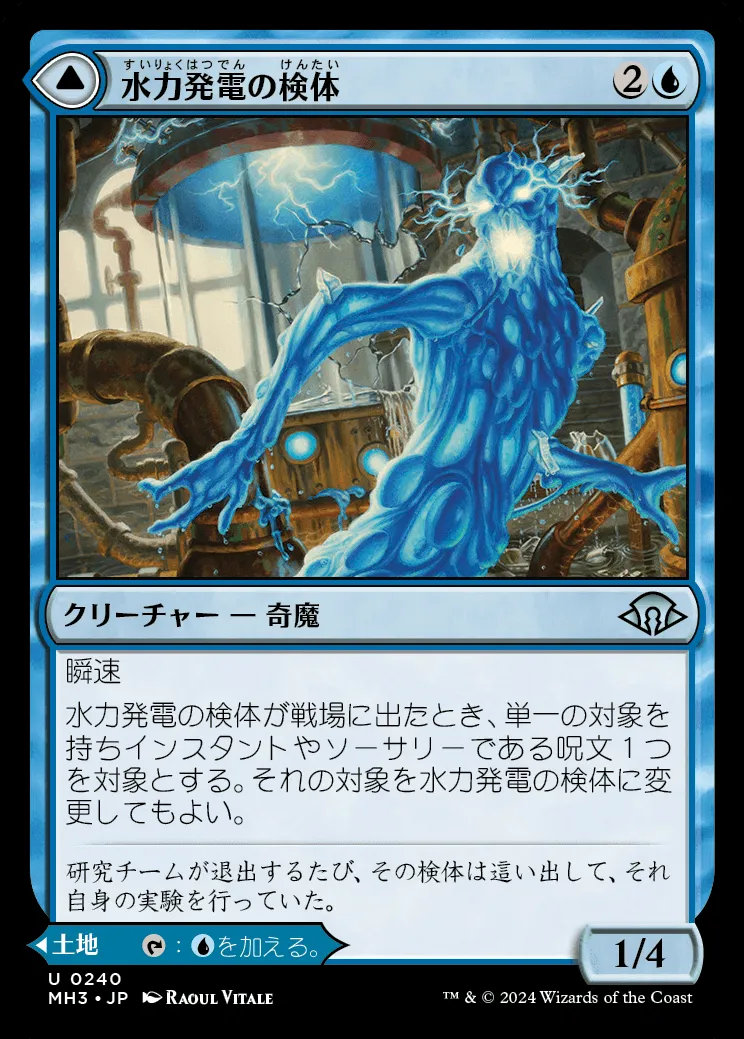 すいりょくはつでん けんたい
水力発電の検体 2
クリーチャー — 奇魔
瞬速
水力発電の検体が戦場に出たとき、単一の対象を
持ちインスタントやソーサリーである呪文１つ
を対象とする。それの対象を水力発電の検体に変
更してもよい。
研究チームが退出するたび、その検体は這い出して、それ
自身の実験を行っていた。
土地 : を加える。
1/4
U 0240
MH3 • JP Raoul Vitale
™ & © 2024 Wizards of the Coast